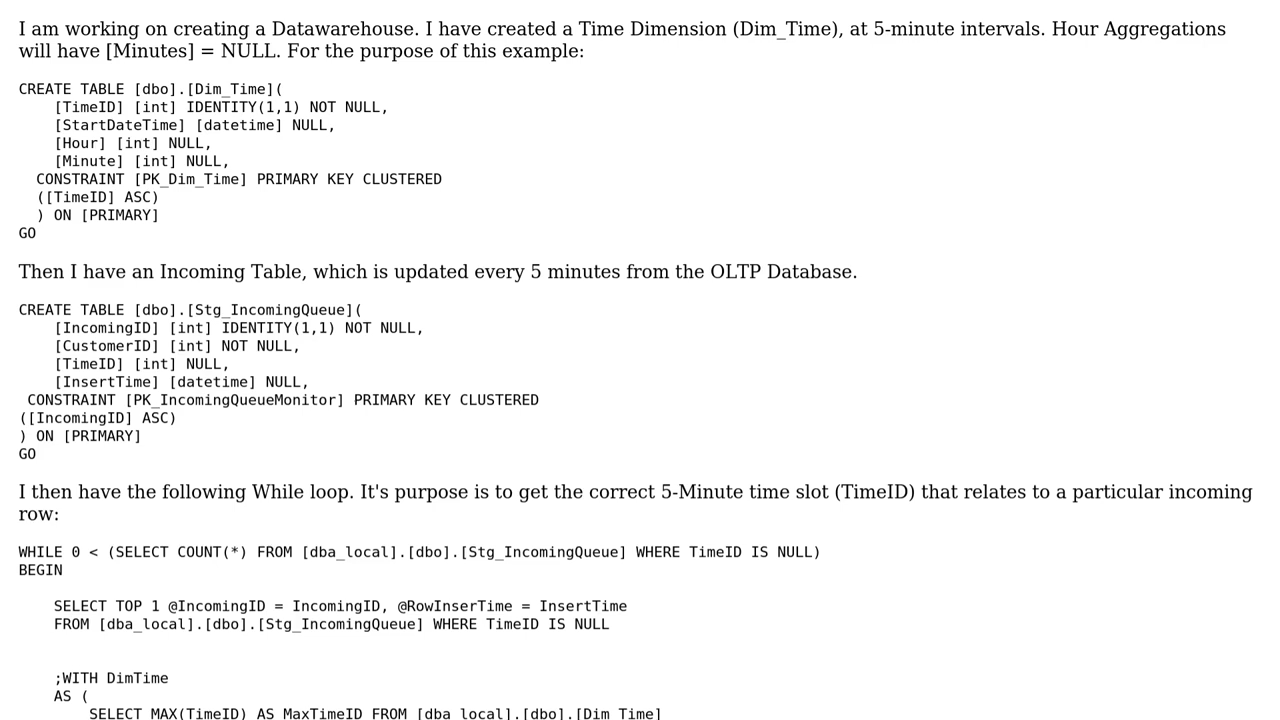 I am working on creating a Datawarehouse. I have created a Time Dimension (Dim_Time), at 5-minute intervals. Hour Aggregations
will have [Minutes] = NULL. For the purpose of this example:
CREATE TABLE [dbo].[Dim_Time](
    [TimeID] [int] IDENTITY(1,1) NOT NULL,
    [StartDateTime] [datetime] NULL,
    [Hour] [int] NULL,
    [Minute] [int] NULL,
  CONSTRAINT [PK_Dim_Time] PRIMARY KEY CLUSTERED
  ([TimeID] ASC)
  ) ON [PRIMARY]
GO
Then I have an Incoming Table, which is updated every 5 minutes from the OLTP Database.
CREATE TABLE [dbo].[Stg_IncomingQueue](
    [IncomingID] [int] IDENTITY(1,1) NOT NULL,
    [CustomerID] [int] NOT NULL,
    [TimeID] [int] NULL,
    [InsertTime] [datetime] NULL,
 CONSTRAINT [PK_IncomingQueueMonitor] PRIMARY KEY CLUSTERED
([IncomingID] ASC)
) ON [PRIMARY]
GO
I then have the following While loop. It's purpose is to get the correct 5-Minute time slot (TimeID) that relates to a particular incoming
row:
WHILE 0 < (SELECT COUNT(*) FROM [dba_local].[dbo].[Stg_IncomingQueue] WHERE TimeID IS NULL)
BEGIN
    SELECT TOP 1 @IncomingID = IncomingID, @RowInserTime = InsertTime
    FROM [dba_local].[dbo].[Stg_IncomingQueue] WHERE TimeID IS NULL
    ;WITH DimTime
    AS (
        SELECT MAX(TimeID) AS MaxTimeID FROM [dba_local].[dbo].[Dim_Time]